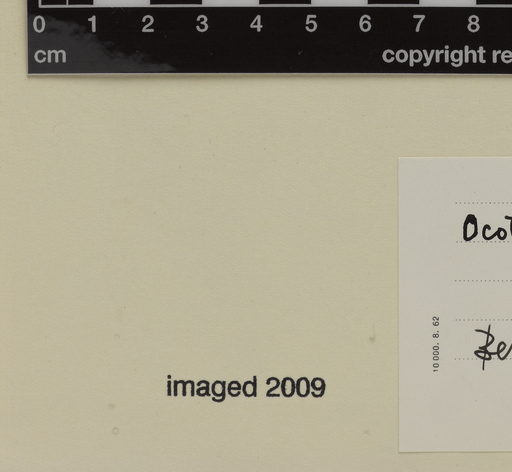 0 1 2 3 4 5 6 7 8
cm copyright re
Ocot
10 000. 8. 62
Ber
imaged 2009